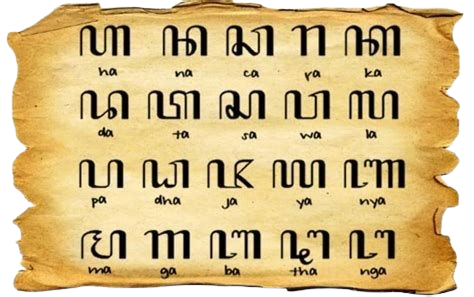 ꦲ ꦤ ꦕ ꦫ ꦏ
ha na ca ra ka
ꦢ ꦠ ꦱ ꦮ ꦭ
da ta sa wa la
ꦥ ꦝ ꦗ ꦪ ꦚ
pa dha ja ya nya
ꦩ ꦒ ꦧ ꦛ ꦔ
ma ga ba tha nga